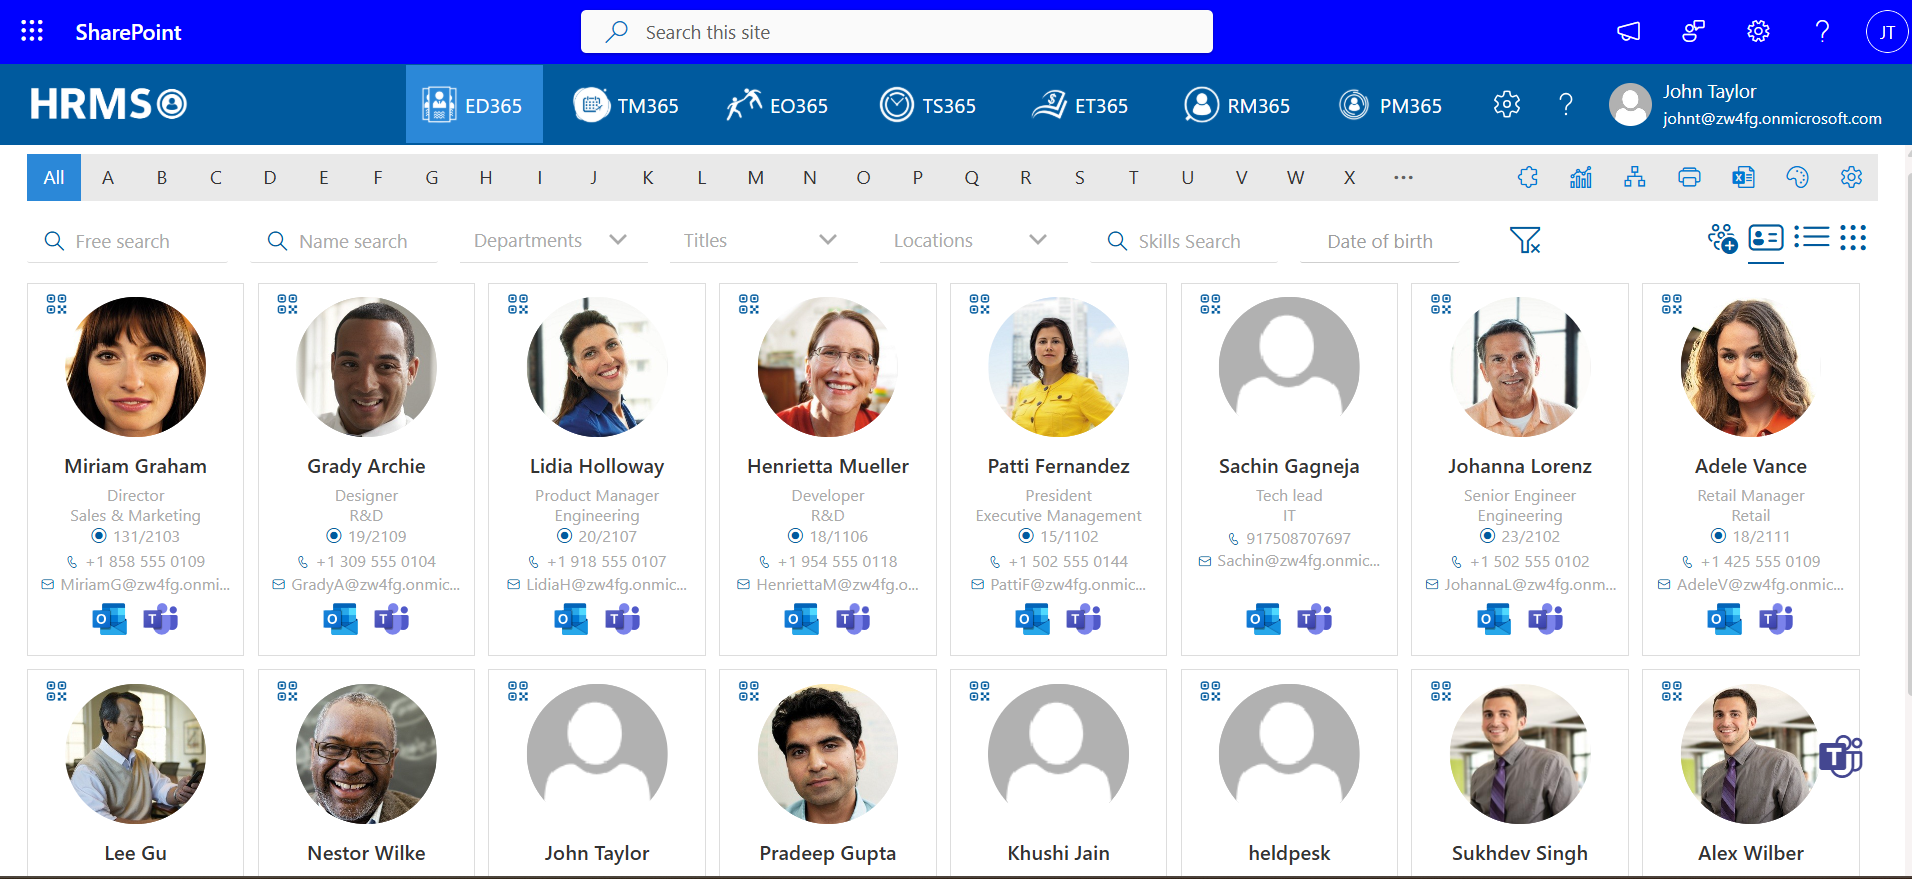 SharePoint
Search this site
JT
HRMS
ED365
TM365
EO365
TS365
ET365
RM365
PM365
John Taylor
johnt@zw4fg.onmicrosoft.com
All A B C D E F G H I J K L M N O P Q R S T U V W X ...
Free search
Name search
Departments
Titles
Locations
Skills Search
Date of birth
Miriam Graham
Director
Sales & Marketing
131/2103
+1 858 555 0109
MiriamG@zw4fg.onmi...
Grady Archie
Designer
R&D
19/2109
+1 309 555 0104
GradyA@zw4fg.onmic...
Lidia Holloway
Product Manager
Engineering
20/2107
+1 918 555 0107
LidiaH@zw4fg.onmic...
Henrietta Mueller
Developer
R&D
18/1106
+1 954 555 0118
HenriettaM@zw4fg.o...
Patti Fernandez
President
Executive Management
15/1102
+1 502 555 0144
PattiF@zw4fg.onmic...
Sachin Gagneja
Tech lead
IT
917508707697
Sachin@zw4fg.onmic...
Johanna Lorenz
Senior Engineer
Engineering
23/2102
+1 502 555 0102
JohannaL@zw4fg.onm...
Adele Vance
Retail Manager
Retail
18/2111
+1 425 555 0109
AdeleV@zw4fg.onmic...
Lee Gu
Nestor Wilke
John Taylor
Pradeep Gupta
Khushi Jain
heldpesk
Sukhdev Singh
Alex Wilber